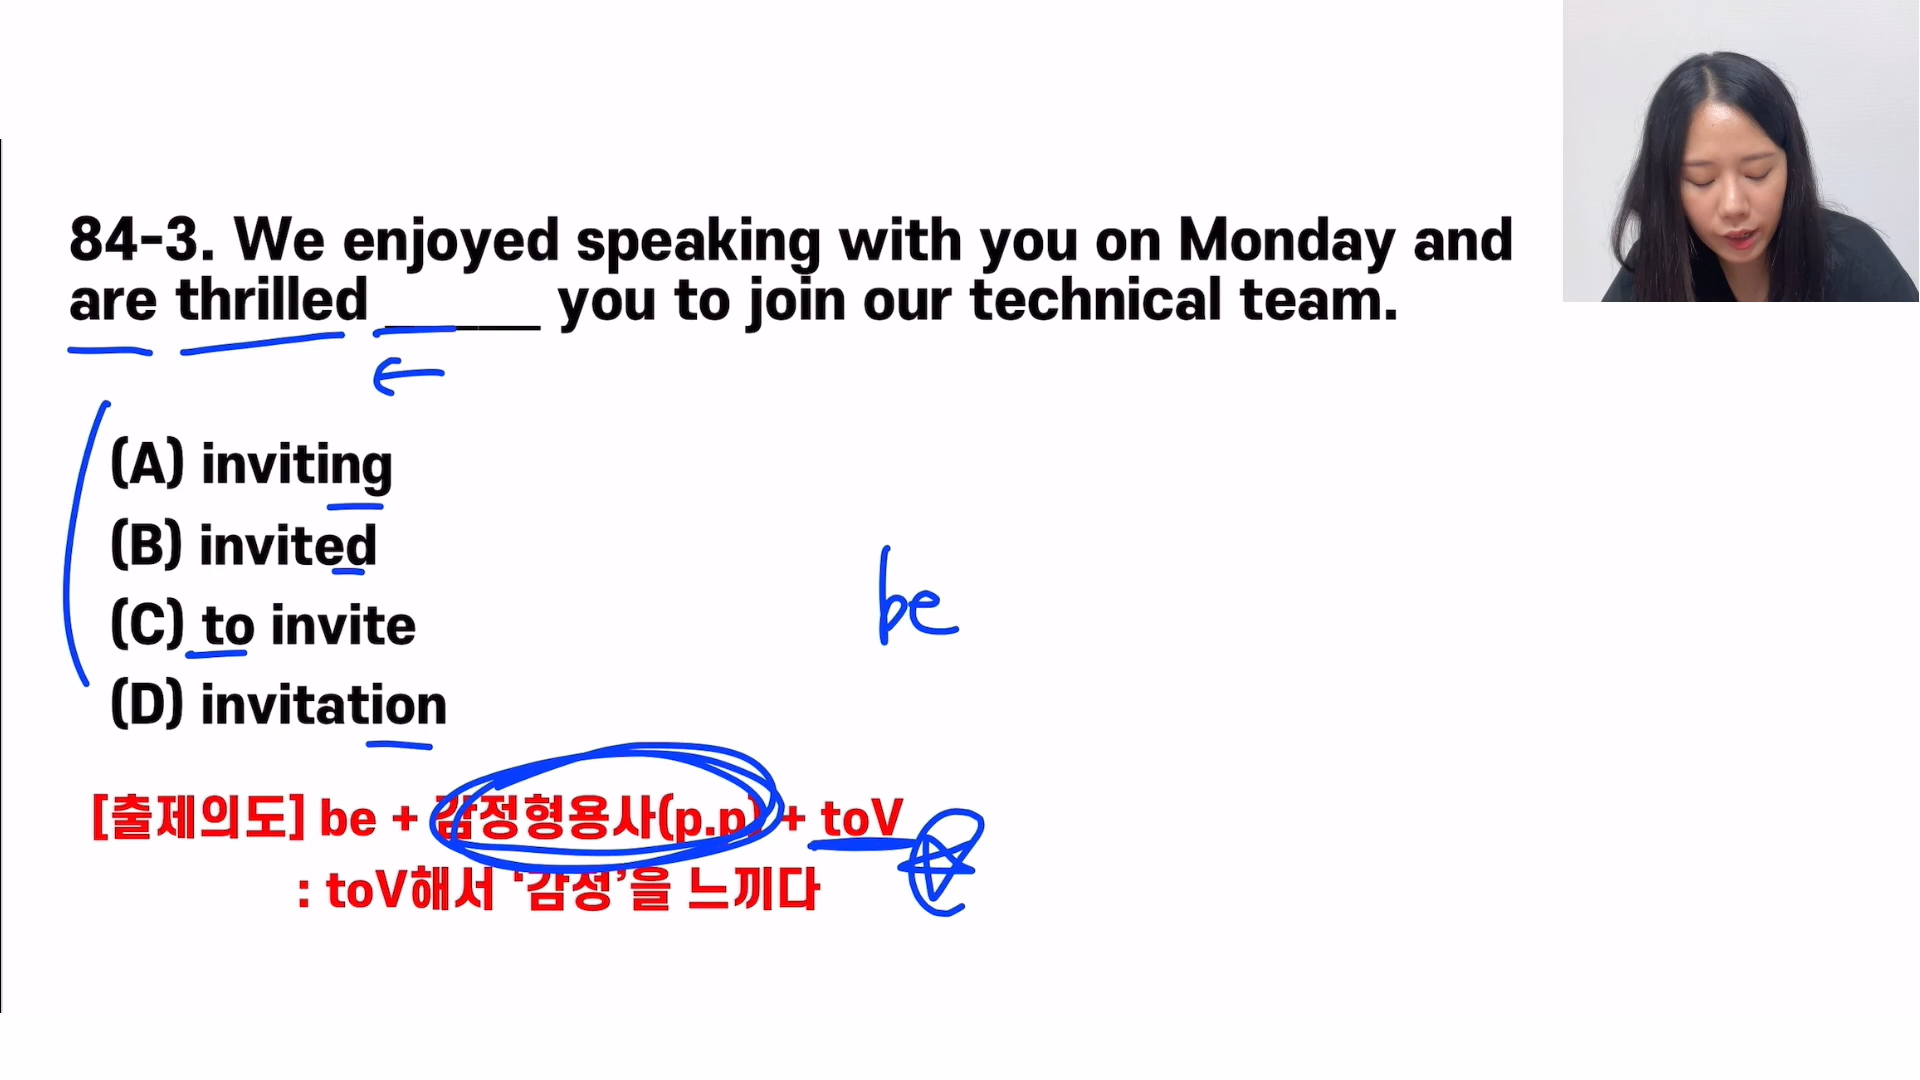 84-3. We enjoyed speaking with you on Monday and
are thrilled ______ you to join our technical team.
(A) inviting
(B) invited
(C) to invite
(D) invitation
be
[출제의도] be + 감정형용사(p.p) + toV
: toV해서 '감정'을 느끼다